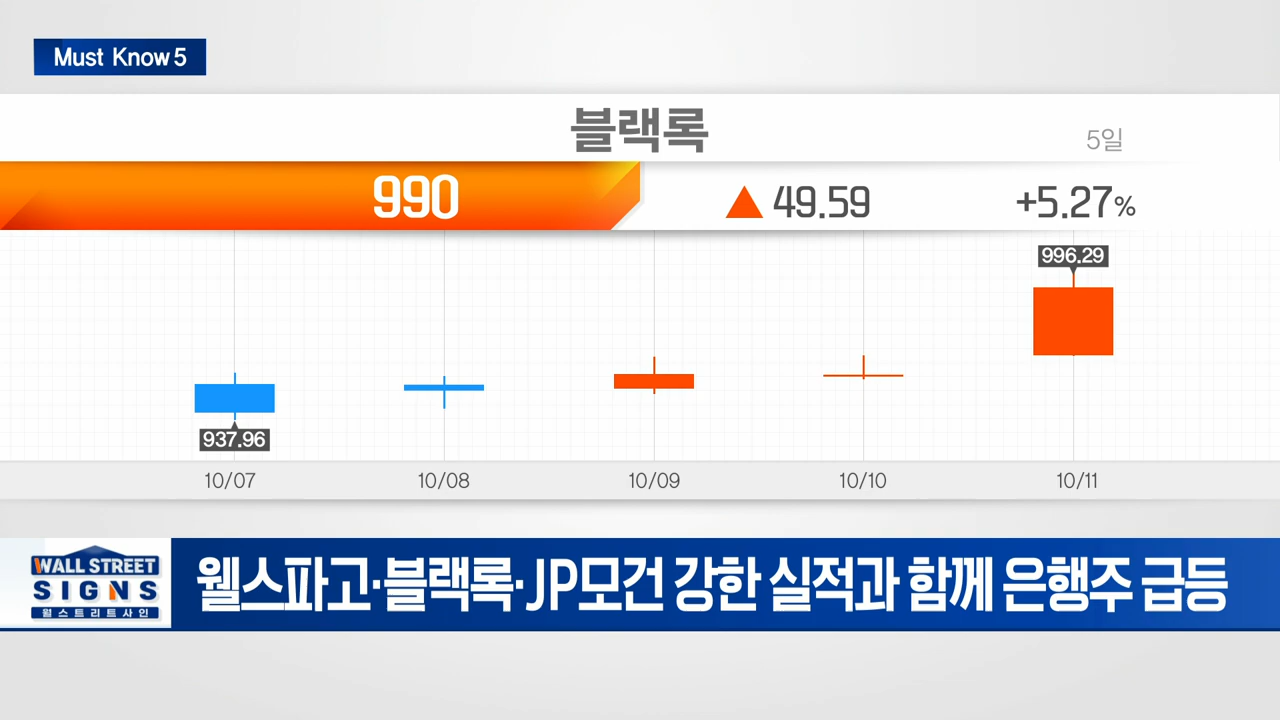 Must Know 5
블랙록
5일
990
▲ 49.59
+5.27%
996.29
937.96
10/07
10/08
10/09
10/10
10/11
WALL STREET
SIGNS
월스트리트사인
웰스파고·블랙록·JP모건 강한 실적과 함께 은행주 급등